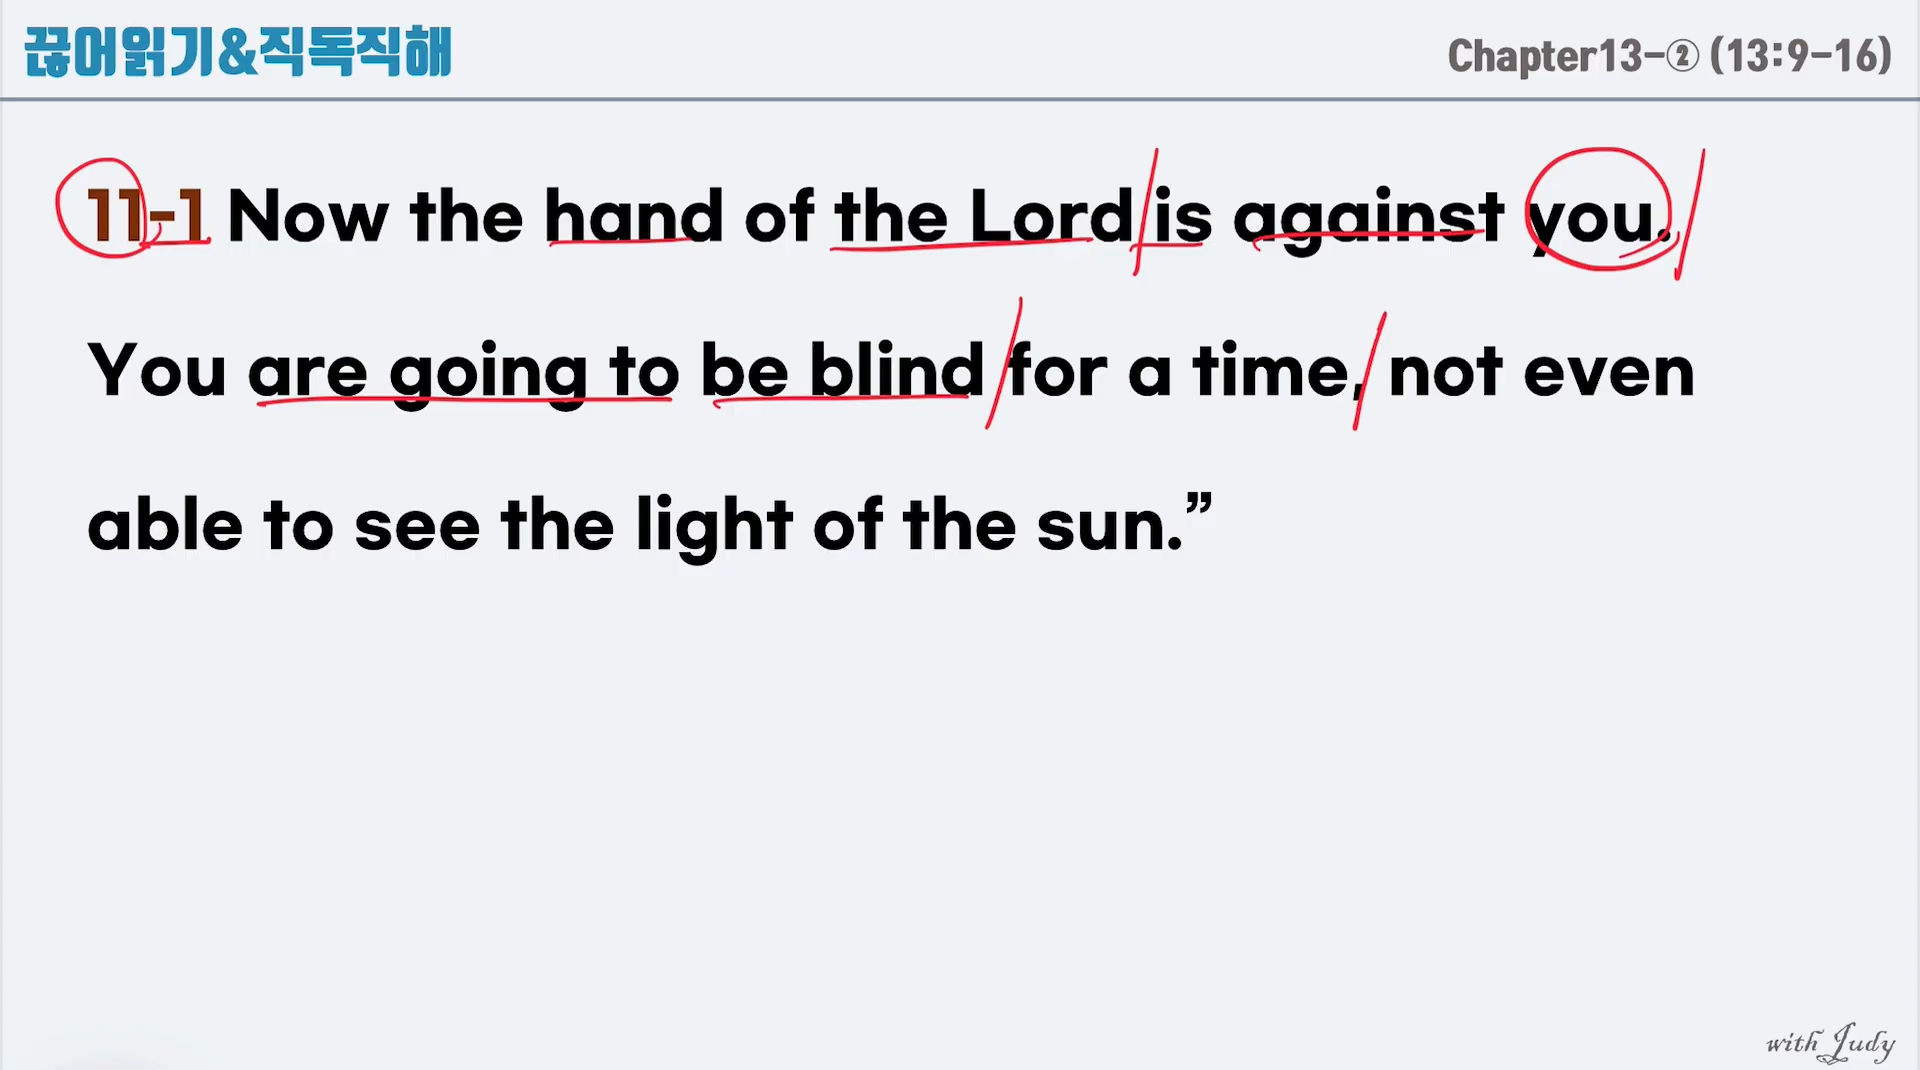 끊어읽기&직독직해
Chapter13-② (13:9-16)
11-1 Now the hand of the Lord is against you.
You are going to be blind for a time, not even
able to see the light of the sun.”
with Judy